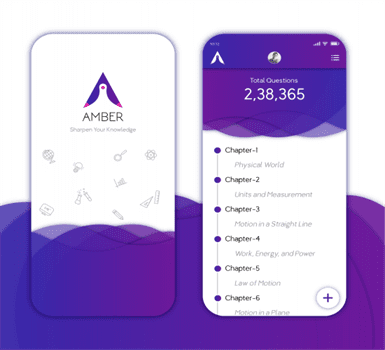 AMBER
Sharpen Your Knowledge
Total Questions
2,38,365
Chapter-1
Physical World
Chapter-2
Units and Measurement
Chapter-3
Motion in a Straight Line
Chapter-4
Work, Energy, and Power
Chapter-5
Law of Motion
Chapter-6
Motion in a Plane